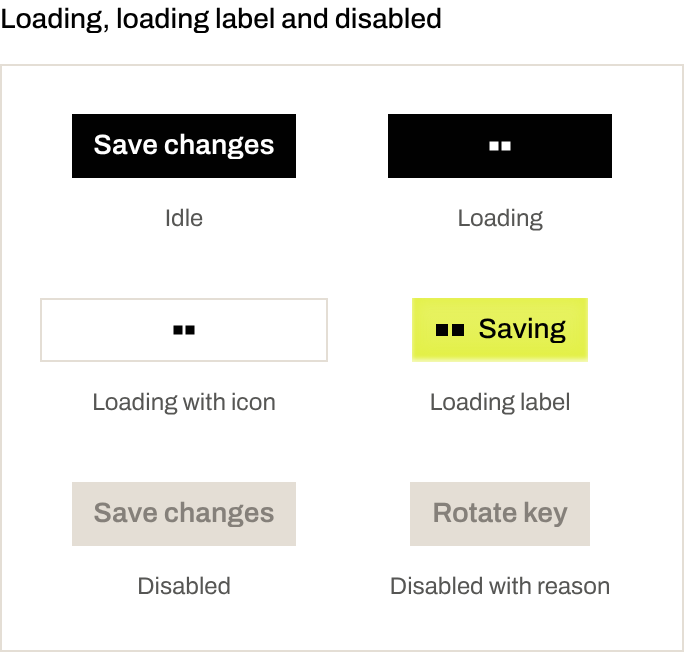 Loading, loading label and disabled
Save changes
Idle
Loading
Loading with icon
Saving
Loading label
Save changes
Disabled
Rotate key
Disabled with reason